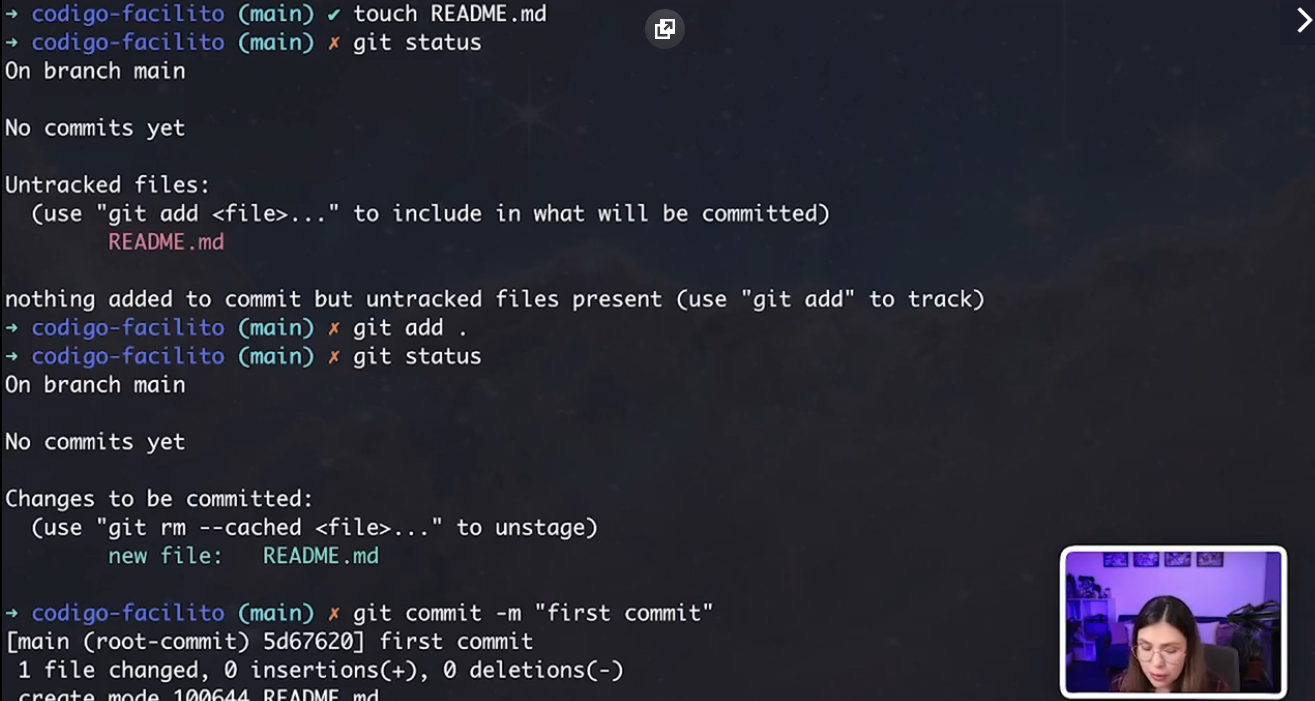 → codigo-facilito (main) ✔ touch README.md
→ codigo-facilito (main) ✗ git status
On branch main
No commits yet
Untracked files:
(use "git add <file>..." to include in what will be committed)
README.md
nothing added to commit but untracked files present (use "git add" to track)
→ codigo-facilito (main) ✗ git add .
→ codigo-facilito (main) ✗ git status
On branch main
No commits yet
Changes to be committed:
(use "git rm --cached <file>..." to unstage)
new file:   README.md
→ codigo-facilito (main) ✗ git commit -m "first commit"
[main (root-commit) 5d67620] first commit
1 file changed, 0 insertions(+), 0 deletions(-)
create mode 100644 README.md